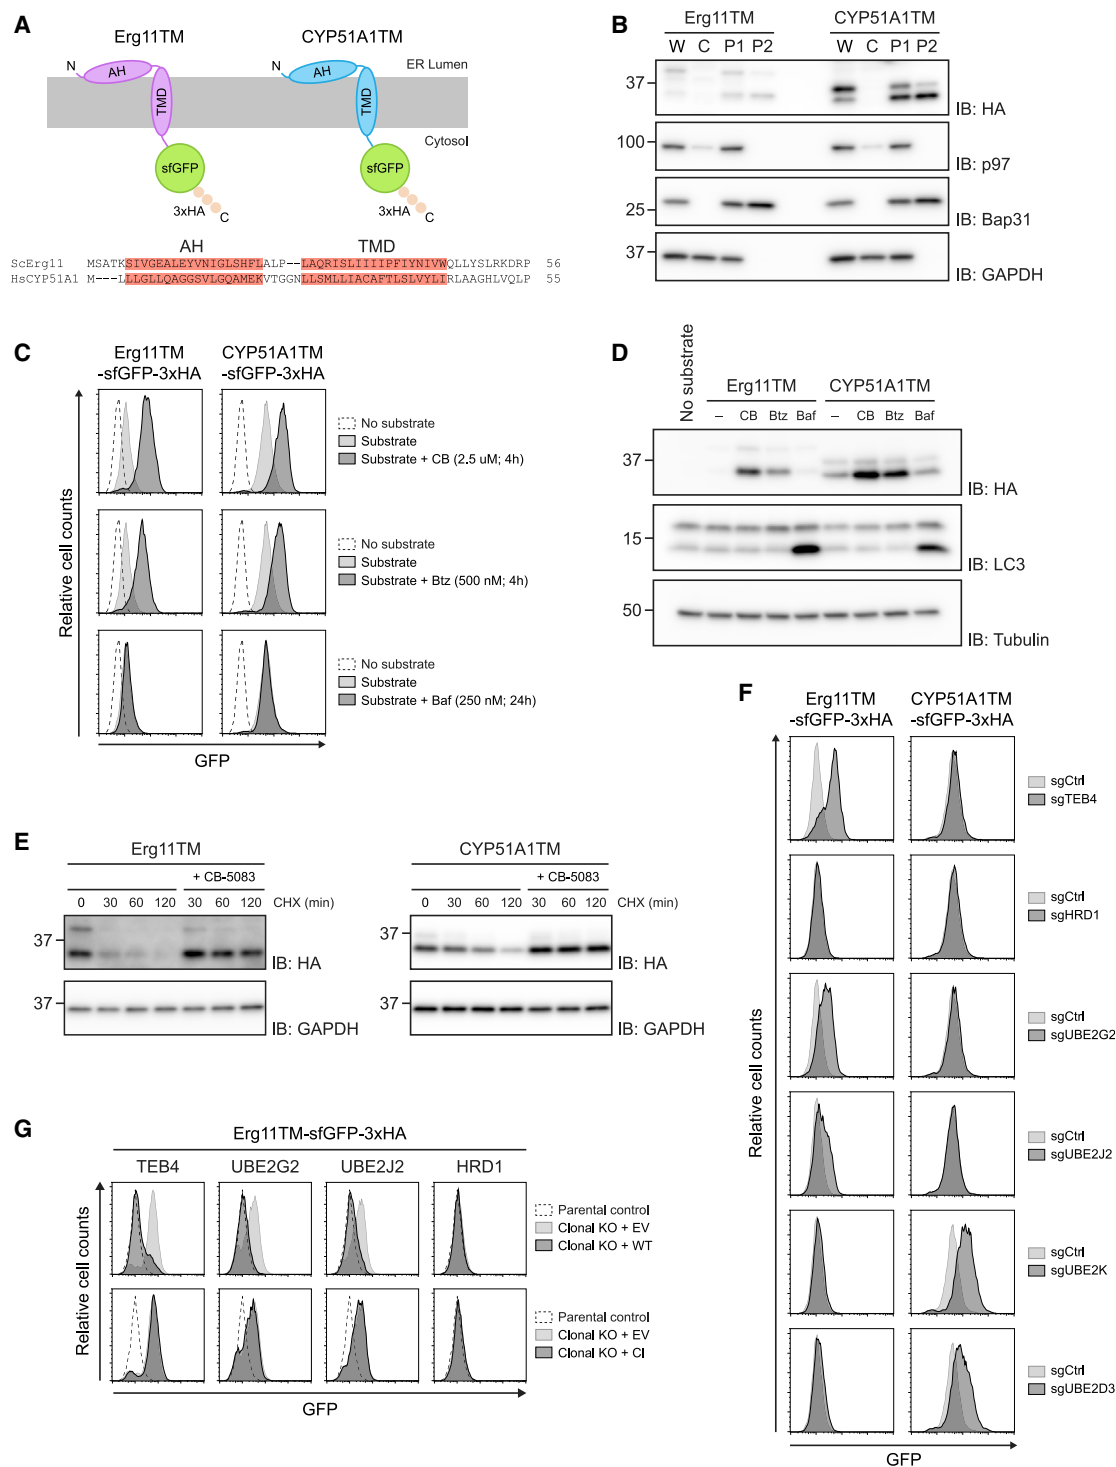 A
Erg11TM
CYP51A1TM
N
AH
TMD
sfGFP
3xHA
C
N
AH
TMD
sfGFP
3xHA
C
ER Lumen
Cytosol
AH TMD
ScErg11 MSATKSIVGEALEYVNIGLSHFLALP--LAQRISLIIIIPFIYNIVWQLLYSLRKDRP 56
HsCYP51A1 M---LLGLLQAGGSVLGQAMEKVTGGNLLSMLLIACAFTLSLVYLIRLAAGHLVQLP 55
B
Erg11TM CYP51A1TM
W C P1 P2 W C P1 P2
37
IB: HA
100
IB: p97
25
IB: Bap31
37
IB: GAPDH
C
Erg11TM
-sfGFP-3xHA
CYP51A1TM
-sfGFP-3xHA
No substrate
Substrate
Substrate + CB (2.5 uM; 4h)
No substrate
Substrate
Substrate + Btz (500 nM; 4h)
No substrate
Substrate
Substrate + Baf (250 nM; 24h)
Relative cell counts
GFP
D
No substrate
Erg11TM CYP51A1TM
– CB Btz Baf – CB Btz Baf
37
IB: HA
15
IB: LC3
50
IB: Tubulin
E
Erg11TM
+ CB-5083
0 30 60 120 30 60 120 CHX (min)
37
IB: HA
37
IB: GAPDH
CYP51A1TM
+ CB-5083
0 30 60 120 30 60 120 CHX (min)
37
IB: HA
37
IB: GAPDH
F
Erg11TM
-sfGFP-3xHA
CYP51A1TM
-sfGFP-3xHA
sgCtrl
sgTEB4
sgCtrl
sgHRD1
sgCtrl
sgUBE2G2
sgCtrl
sgUBE2J2
sgCtrl
sgUBE2K
sgCtrl
sgUBE2D3
Relative cell counts
GFP
G
Erg11TM-sfGFP-3xHA
TEB4 UBE2G2 UBE2J2 HRD1
Parental control
Clonal KO + EV
Clonal KO + WT
Parental control
Clonal KO + EV
Clonal KO + CI
Relative cell counts
GFP